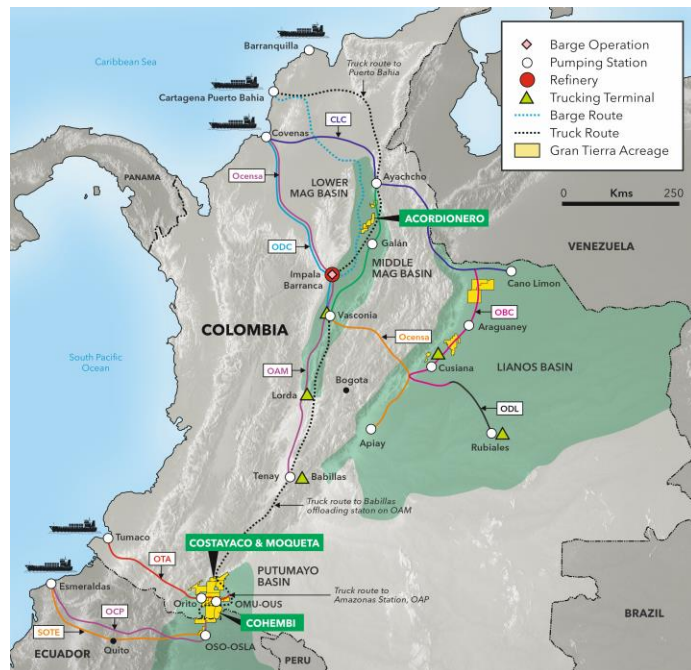 Caribbean Sea
Barranquilla
Truck route to
Puerto Bahia
Cartagena Puerto Bahia
Covenas
CLC
PANAMA
Ocensa
LOWER
MAG BASIN
Ayachcho
ACORDIONERO
ODC
Galán
MIDDLE
MAG BASIN
Impala
Barranca
VENEZUELA
Cano Limon
COLOMBIA
Vasconia
Ocensa
OBC
Araguaney
South Pacific
Ocean
OAM
Cusiana
LIANOS BASIN
Lorda
Bogota
ODL
Apiay
Rubiales
Tenay
Babillas
Truck route to Babillas
offloading staton on OAM
Tumaco
COSTAYACO & MOQUETA
OTA
PUTUMAYO
BASIN
Truck route to
Amazonas Station, OAP
Esmeraldas
Orito
OMU-OUS
OCP
COHEMBI
SOTE
Quito
OSO-OSLA
ECUADOR
PERU
BRAZIL
Barge Operation
Pumping Station
Refinery
Trucking Terminal
Barge Route
Truck Route
Gran Tierra Acreage
0 Kms 250